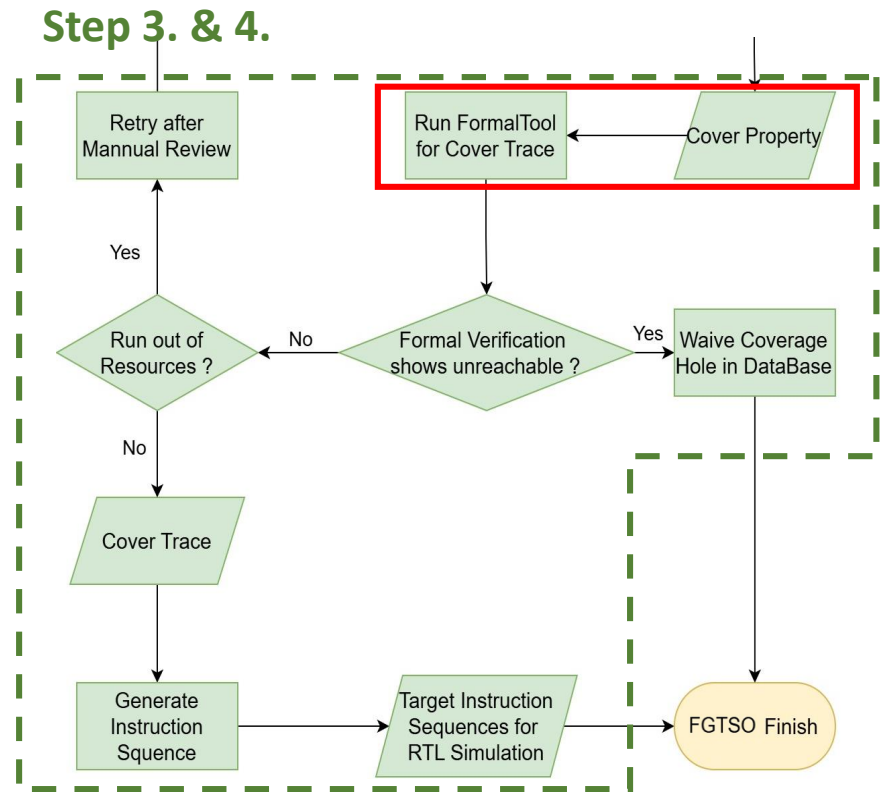 Step 3. & 4.
Retry after
Mannual Review
Run FormalTool
for Cover Trace
Cover Property
Yes
Run out of
Resources ?
No
Formal Verification
shows unreachable ?
Yes
Waive Coverage
Hole in DataBase
No
Cover Trace
Generate
Instruction
Squence
Target Instruction
Sequences for
RTL Simulation
FGTSO Finish